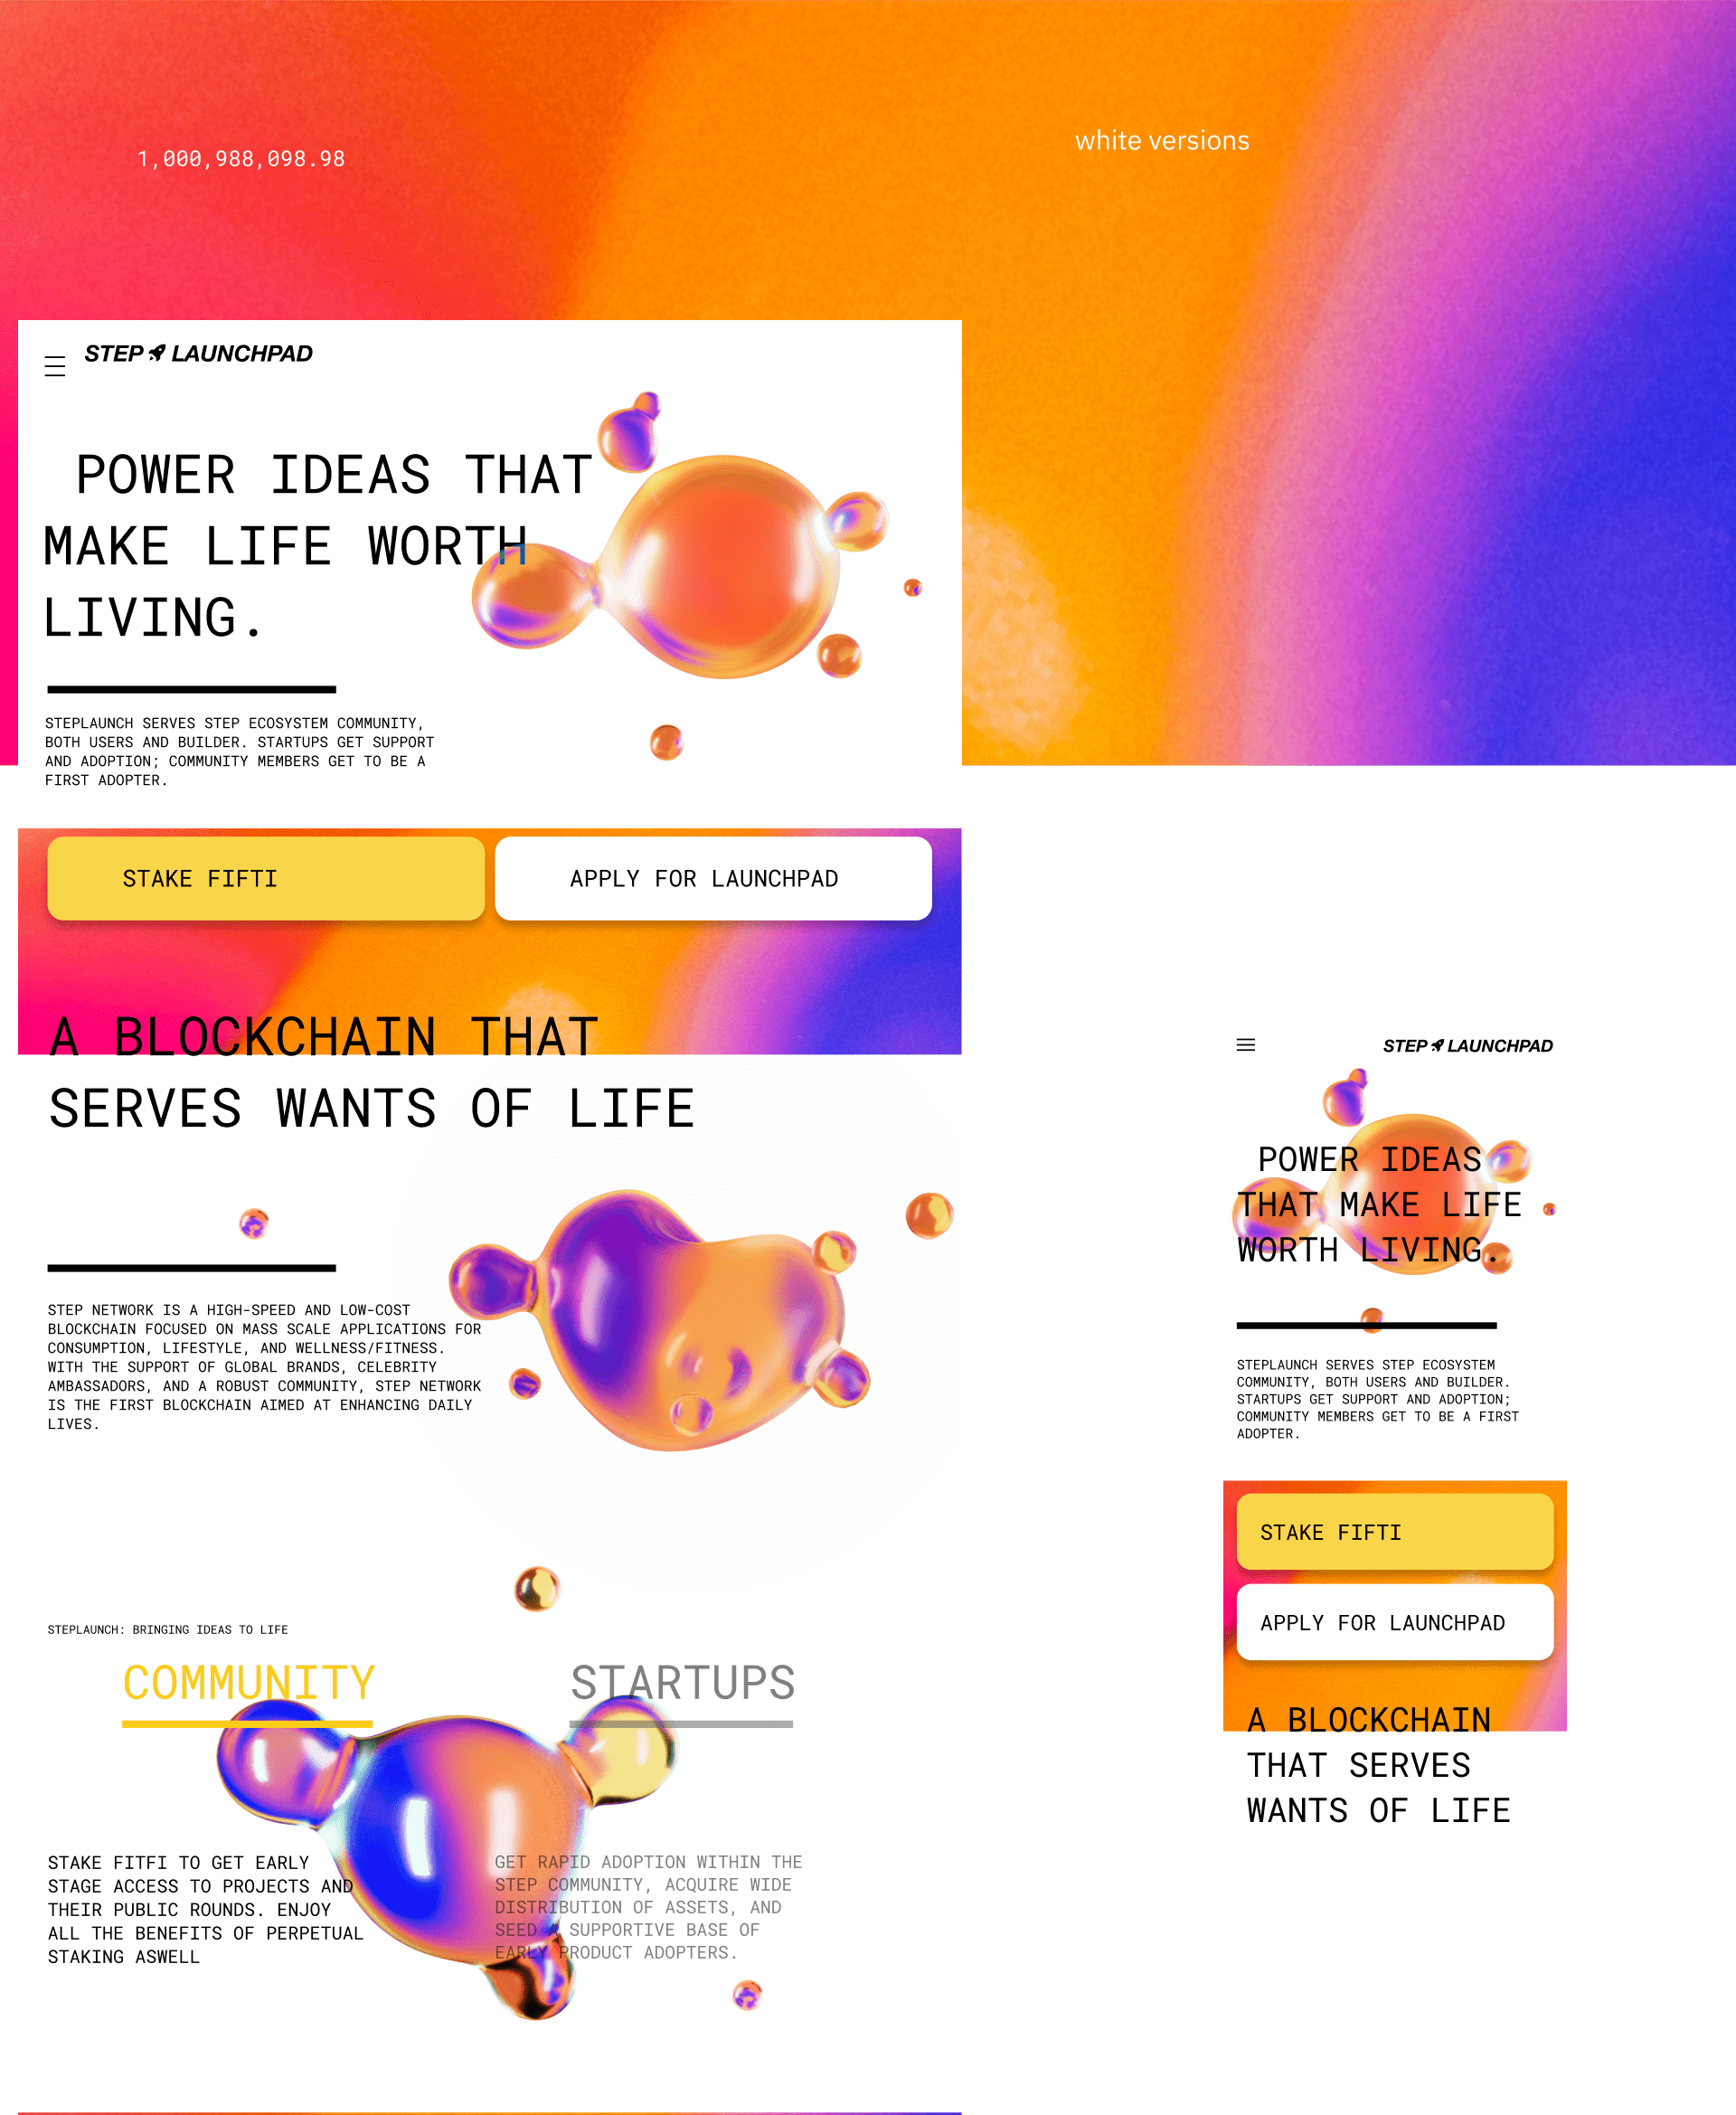 1,000,988,098.98
white versions
STEP LAUNCHPAD
POWER IDEAS THAT
MAKE LIFE WORTH
LIVING.
STEPLAUNCH SERVES STEP ECOSYSTEM COMMUNITY,
BOTH USERS AND BUILDER. STARTUPS GET SUPPORT
AND ADOPTION; COMMUNITY MEMBERS GET TO BE A
FIRST ADOPTER.
STAKE FIFTI
APPLY FOR LAUNCHPAD
A BLOCKCHAIN THAT
SERVES WANTS OF LIFE
STEP NETWORK IS A HIGH-SPEED AND LOW-COST
BLOCKCHAIN FOCUSED ON MASS SCALE APPLICATIONS FOR
CONSUMPTION, LIFESTYLE, AND WELLNESS/FITNESS.
WITH THE SUPPORT OF GLOBAL BRANDS, CELEBRITY
AMBASSADORS, AND A ROBUST COMMUNITY, STEP NETWORK
IS THE FIRST BLOCKCHAIN AIMED AT ENHANCING DAILY
LIVES.
STEPLAUNCH: BRINGING IDEAS TO LIFE
COMMUNITY
STAKE FITFI TO GET EARLY
STAGE ACCESS TO PROJECTS AND
THEIR PUBLIC ROUNDS. ENJOY
ALL THE BENEFITS OF PERPETUAL
STAKING ASWELL
STARTUPS
GET RAPID ADOPTION WITHIN THE
STEP COMMUNITY, ACQUIRE WIDE
DISTRIBUTION OF ASSETS, AND
SEED A SUPPORTIVE BASE OF
EARLY PRODUCT ADOPTERS.
STEP LAUNCHPAD
POWER IDEAS
THAT MAKE LIFE
WORTH LIVING.
STEPLAUNCH SERVES STEP ECOSYSTEM
COMMUNITY, BOTH USERS AND BUILDER.
STARTUPS GET SUPPORT AND ADOPTION;
COMMUNITY MEMBERS GET TO BE A FIRST
ADOPTER.
STAKE FIFTI
APPLY FOR LAUNCHPAD
A BLOCKCHAIN
THAT SERVES
WANTS OF LIFE